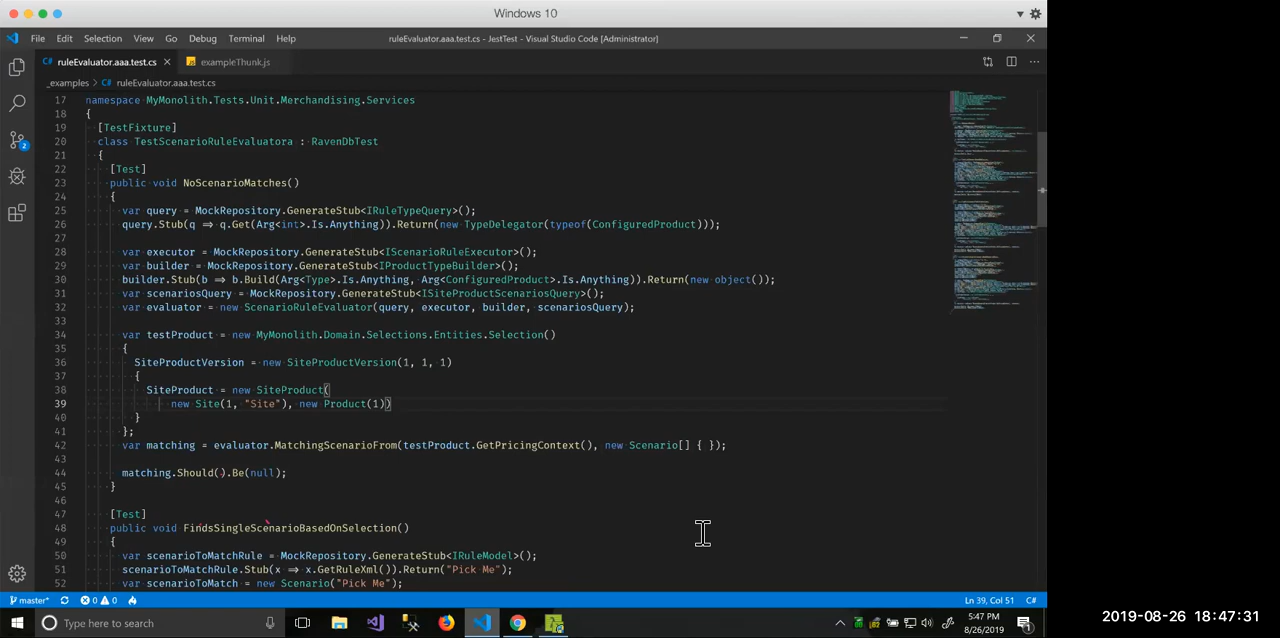 Windows 10
File Edit Selection View Go Debug Terminal Help
ruleEvaluator.aaa.test.cs - JestTest - Visual Studio Code [Administrator]
C# ruleEvaluator.aaa.test.cs × JS exampleThunk.js
_examples > C# ruleEvaluator.aaa.test.cs
17 namespace MyMonolith.Tests.Unit.Merchandising.Services
18 {
19 [TestFixture]
20 class TestScenarioRuleEvaluatora : RavenDbTest
21 {
22 [Test]
23 public void NoScenarioMatches()
24 {
25 var query = MockRepository.GenerateStub<IRuleTypeQuery>();
26 query.Stub(q => q.Get(Arg<int>.Is.Anything)).Return(new TypeDelegator(typeof(ConfiguredProduct)));
27
28 var executor = MockRepository.GenerateStub<IScenarioRuleExecutor>();
29 var builder = MockRepository.GenerateStub<IProductTypeBuilder>();
30 builder.Stub(b => b.Build(Arg<Type>.Is.Anything, Arg<ConfiguredProduct>.Is.Anything)).Return(new object());
31 var scenariosQuery = MockRepository.GenerateStub<ISiteProductScenariosQuery>();
32 var evaluator = new ScenarioRuleEvaluator(query, executor, builder, scenariosQuery);
33
34 var testProduct = new MyMonolith.Domain.Selections.Entities.Selection()
35 {
36 SiteProductVersion = new SiteProductVersion(1, 1, 1)
37 {
38 SiteProduct = new SiteProduct(
39 new Site(1, "Site"), new Product(1))
40 }
41 };
42 var matching = evaluator.MatchingScenarioFrom(testProduct.GetPricingContext(), new Scenario[] { });
43
44 matching.Should().Be(null);
45 }
46
47 [Test]
48 public void FindsSingleScenarioBasedOnSelection()
49 {
50 var scenarioToMatchRule = MockRepository.GenerateStub<IRuleModel>();
51 scenarioToMatchRule.Stub(x => x.GetRuleXml()).Return("Pick Me");
52 var scenarioToMatch = new Scenario("Pick Me");
2
master* 0 0 Ln 39, Col 51 C#
Type here to search
5:47 PM
8/26/2019
1
2019-08-26 18:47:31